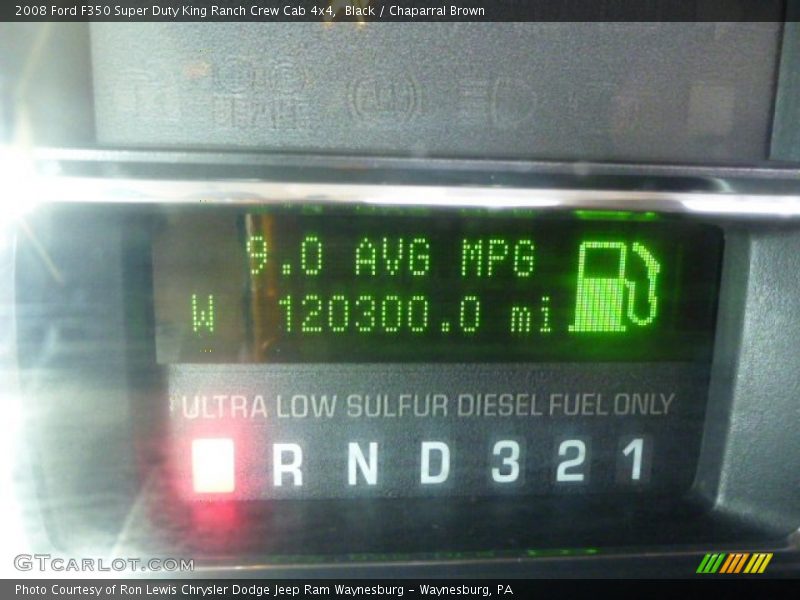 2008 Ford F350 Super Duty King Ranch Crew Cab 4x4, Black / Chaparral Brown
9.0 AVG MPG
W 120300.0 mi
ULTRA LOW SULFUR DIESEL FUEL ONLY
R N D 3 2 1
GTCARLOT.COM
Photo Courtesy of Ron Lewis Chrysler Dodge Jeep Ram Waynesburg - Waynesburg, PA